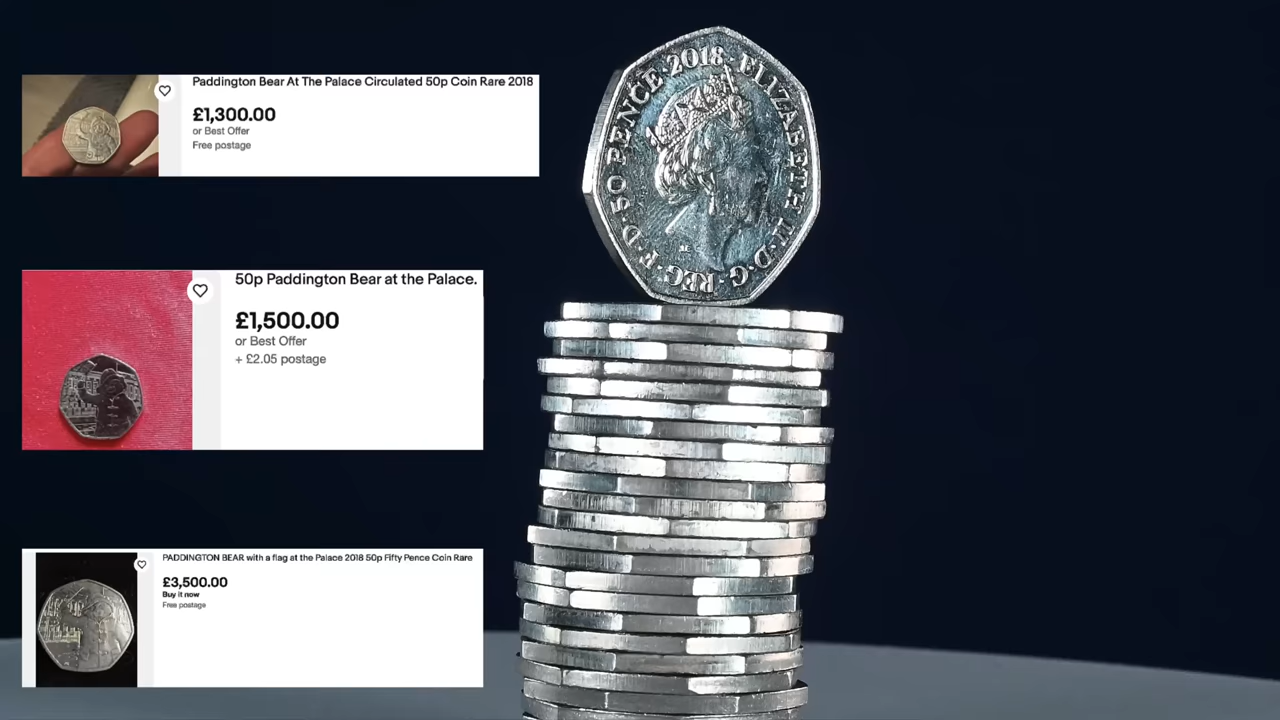 Paddington Bear At The Palace Circulated 50p Coin Rare 2018
£1,300.00
or Best Offer
Free postage
50p Paddington Bear at the Palace.
£1,500.00
or Best Offer
+ £2.05 postage
PADDINGTON BEAR with a flag at the Palace 2018 50p Fifty Pence Coin Rare
£3,500.00
Buy it now
Free postage
ELIZABETH II·D·G·REG·F·D·50 PENCE·2018·